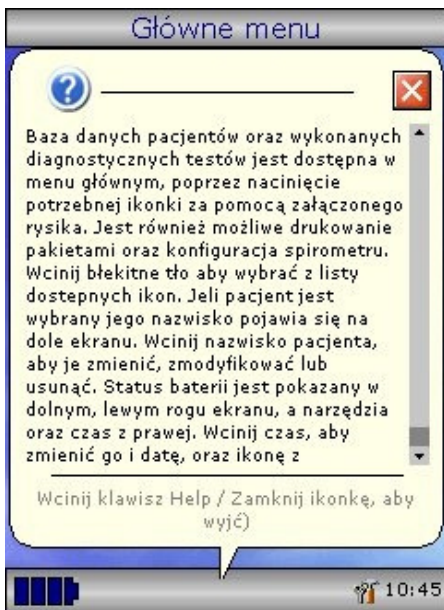 Główne menu
Baza danych pacjentów oraz wykonanych
diagnostycznych testów jest dostępna w
menu głównym, poprzez nacinięcie
potrzebnej ikonki za pomocą załączonego
rysika. Jest również możliwe drukowanie
pakietami oraz konfiguracja spirometru.
Wcinij błekitne tło aby wybrać z listy
dostepnych ikon. Jeli pacjent jest
wybrany jego nazwisko pojawia się na
dole ekranu. Wcinij nazwisko pacjenta,
aby je zmienić, zmodyfikować lub
usunąć. Status baterii jest pokazany w
dolnym, lewym rogu ekranu, a narzędzia
oraz czas z prawej. Wcinij czas, aby
zmienić go i datę, oraz ikonę z
Wcinij klawisz Help / Zamknij ikonkę, aby
wyjć)
10:45